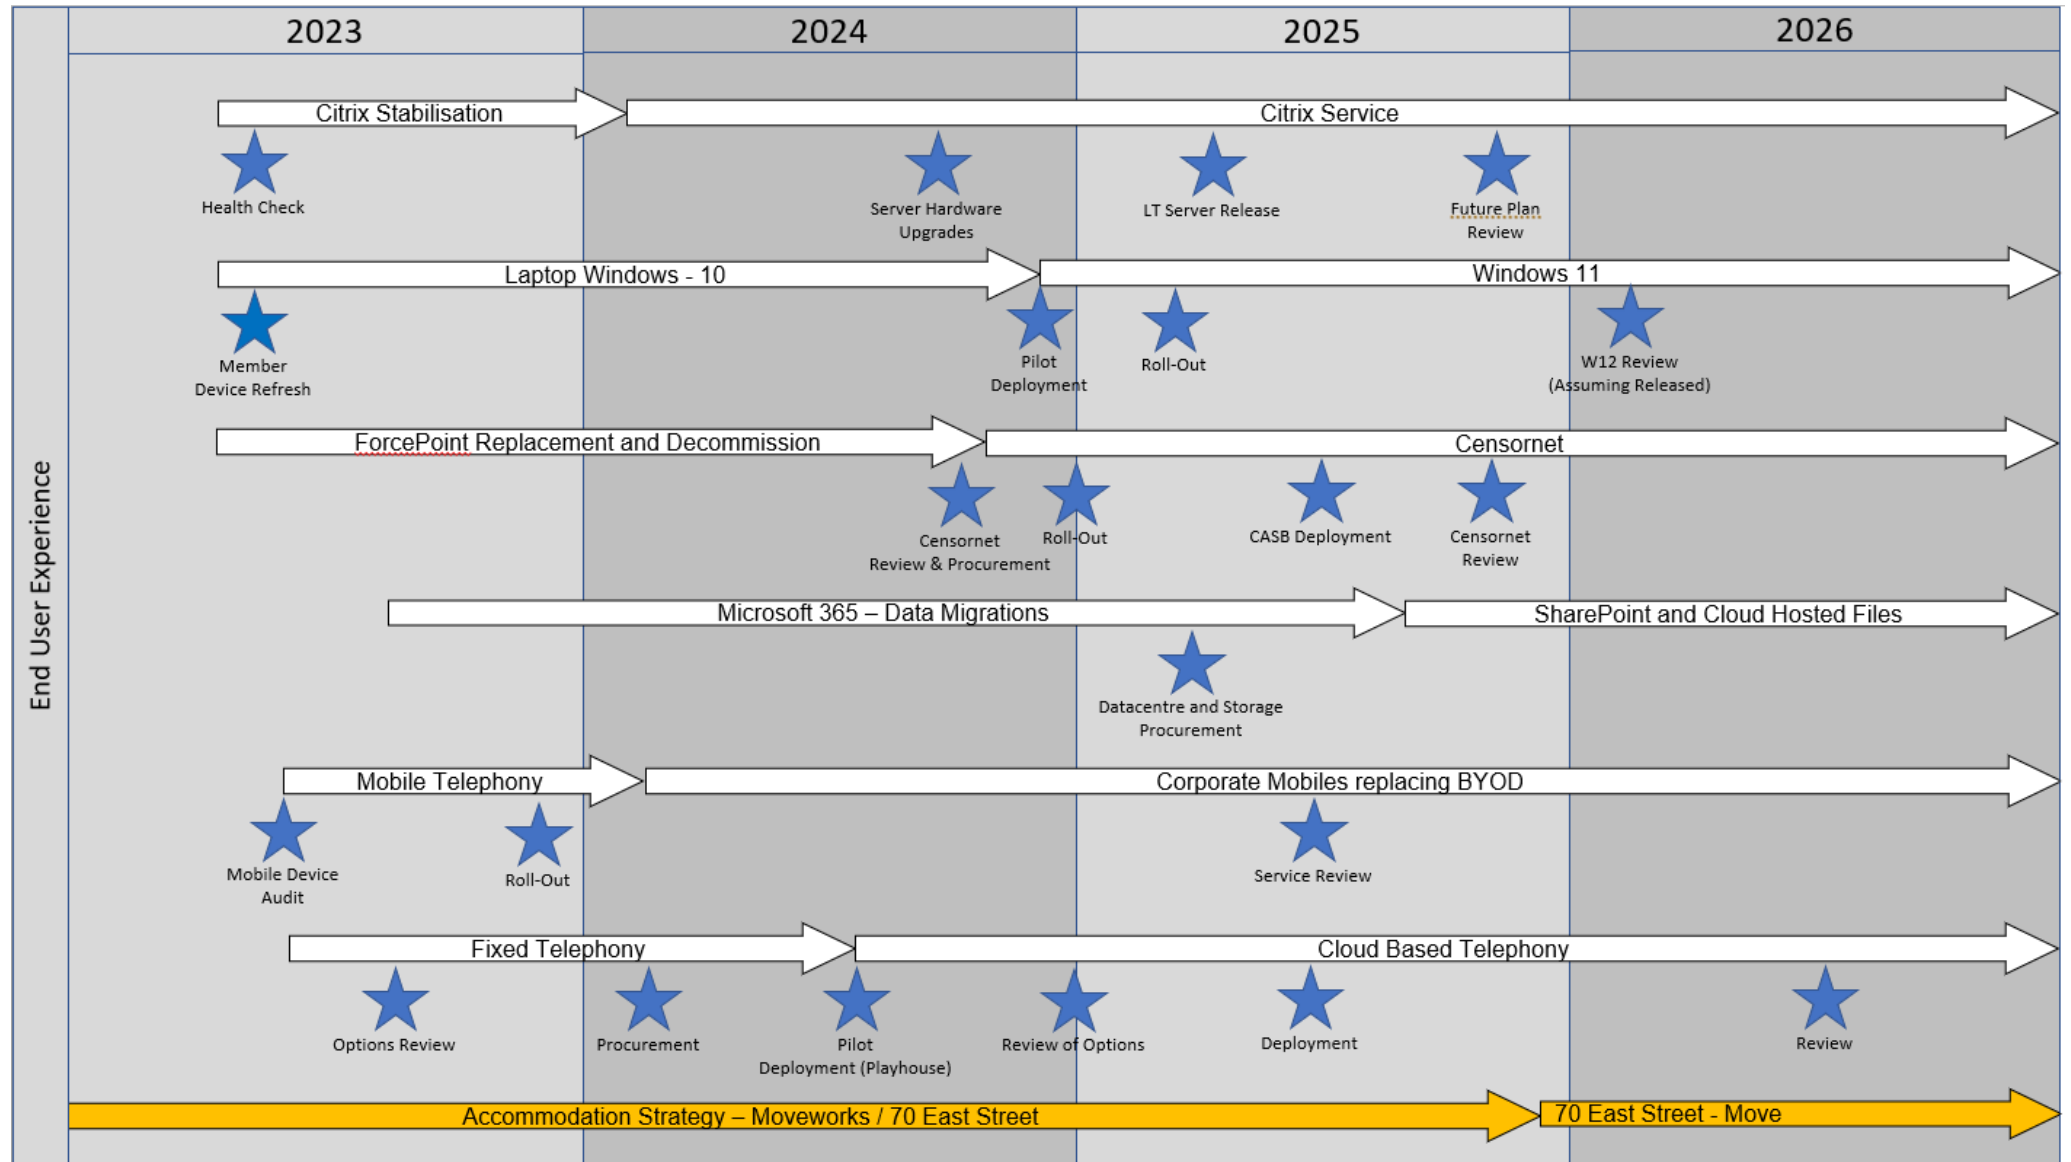 2023
2024
2025
2026
End User Experience
Citrix Stabilisation
Citrix Service
Health Check
Server Hardware
Upgrades
LT Server Release
Future Plan
Review
Laptop Windows - 10
Windows 11
Member
Device Refresh
Pilot
Deployment
Roll-Out
W12 Review
(Assuming Released)
ForcePoint Replacement and Decommission
Censornet
Censornet
Review & Procurement
Roll-Out
CASB Deployment
Censornet
Review
Microsoft 365 – Data Migrations
SharePoint and Cloud Hosted Files
Datacentre and Storage
Procurement
Mobile Telephony
Corporate Mobiles replacing BYOD
Mobile Device
Audit
Roll-Out
Service Review
Fixed Telephony
Cloud Based Telephony
Options Review
Procurement
Pilot
Deployment (Playhouse)
Review of Options
Deployment
Review
Accommodation Strategy – Moveworks / 70 East Street
70 East Street - Move